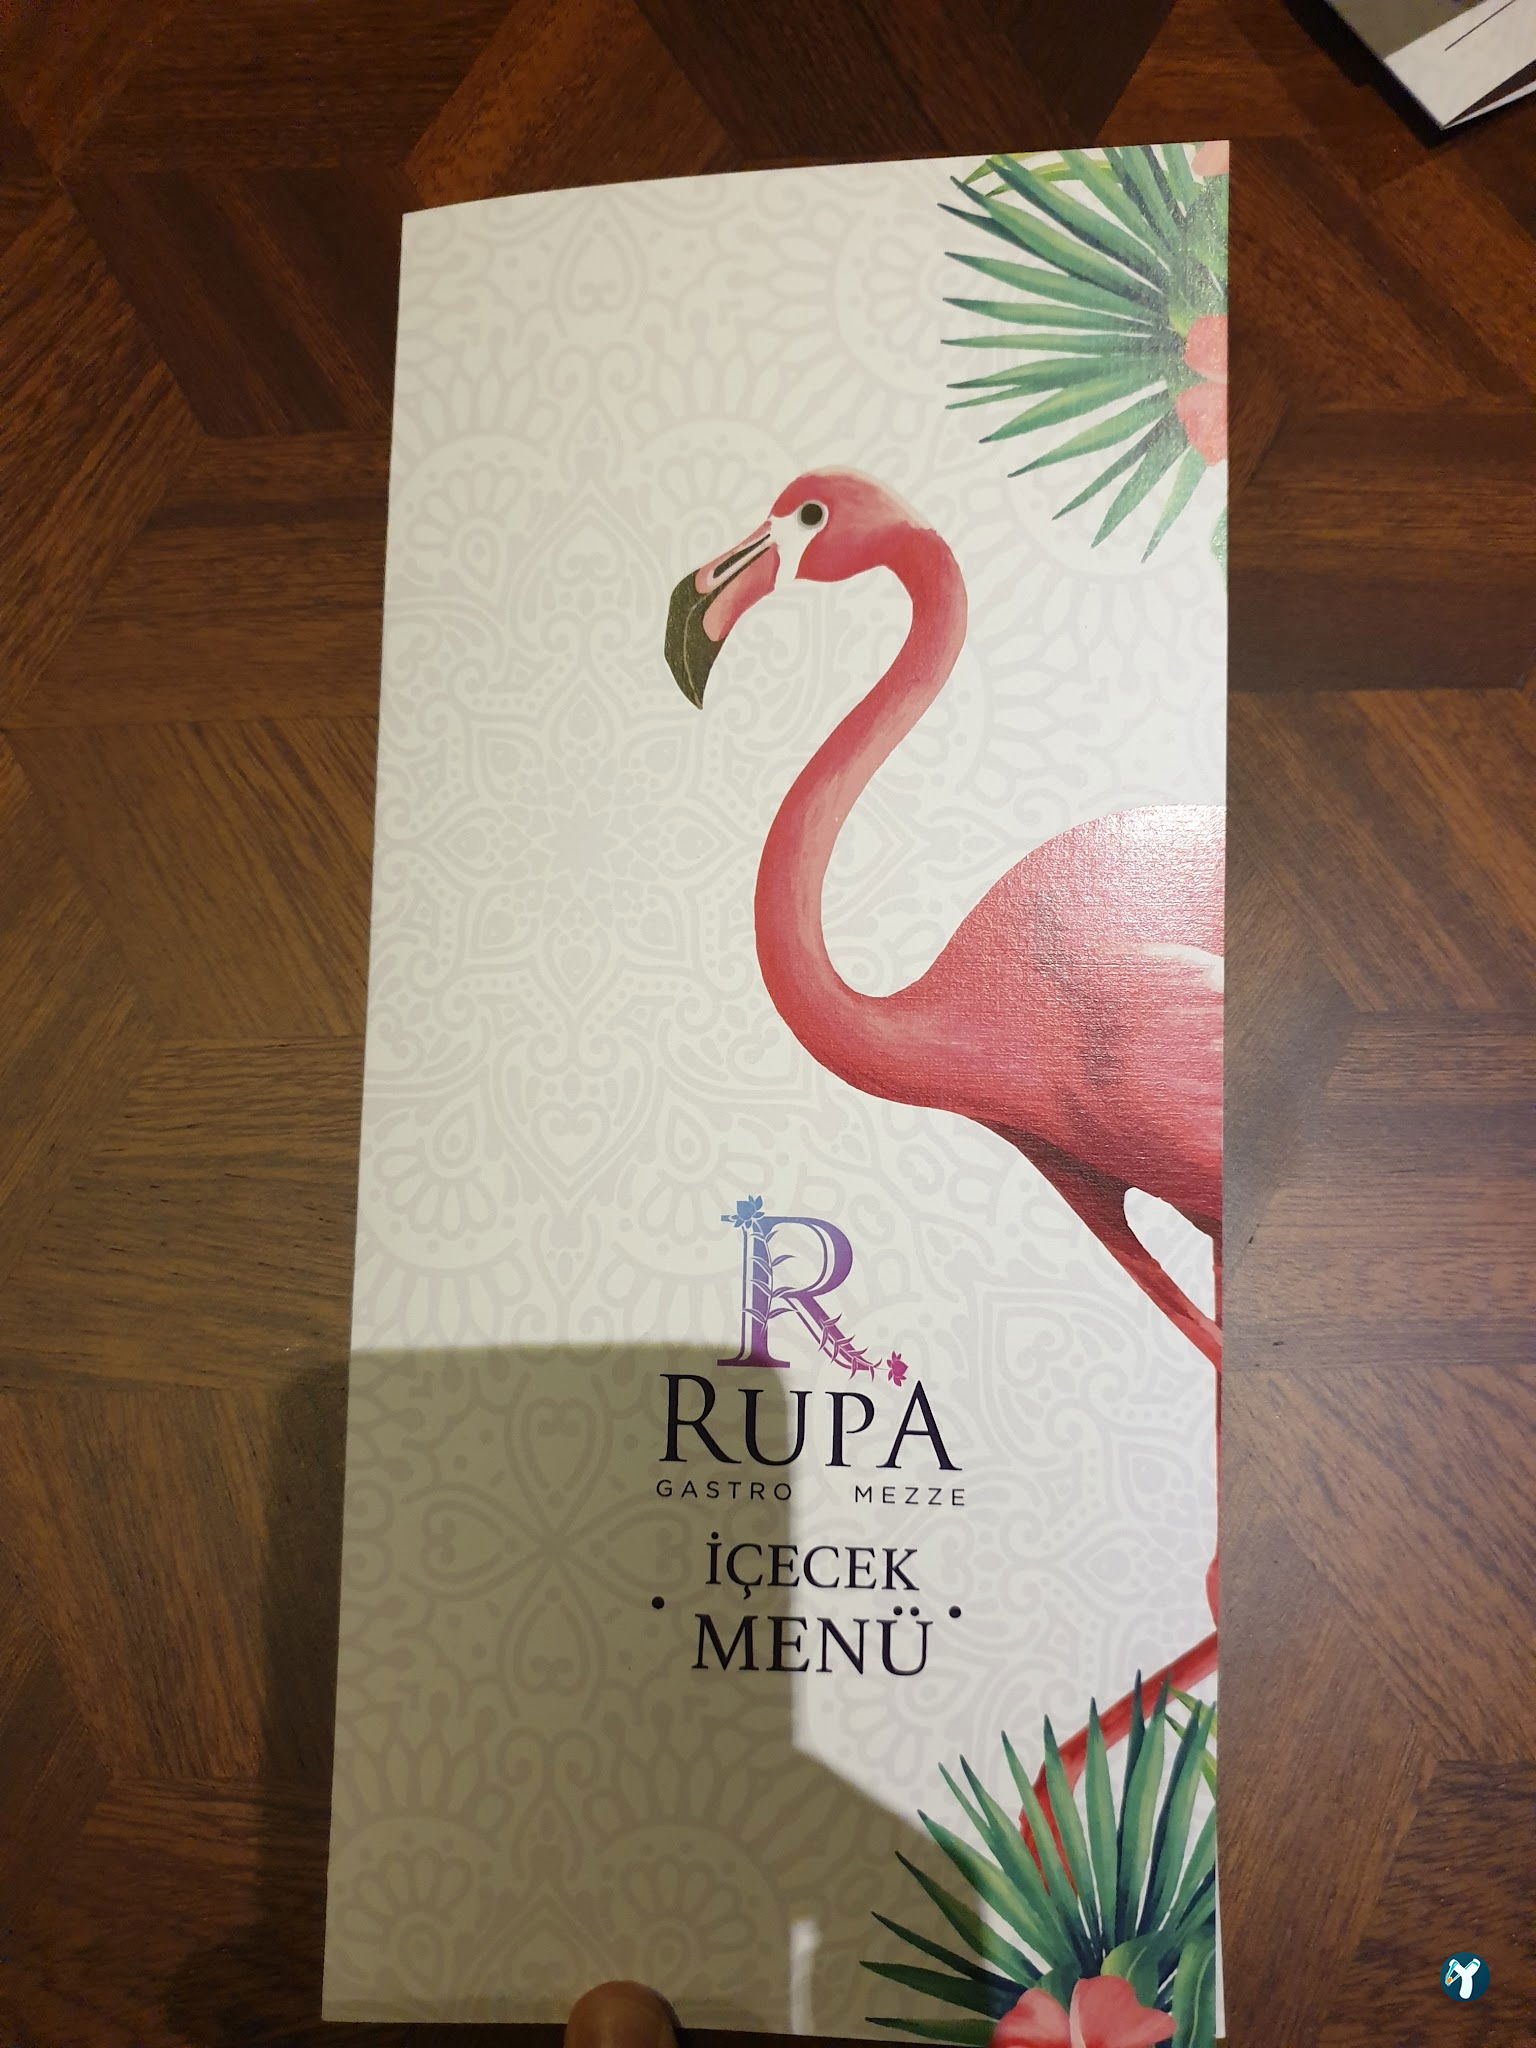 R
RUPA
GASTRO MEZZE
İÇECEK
• MENÜ •